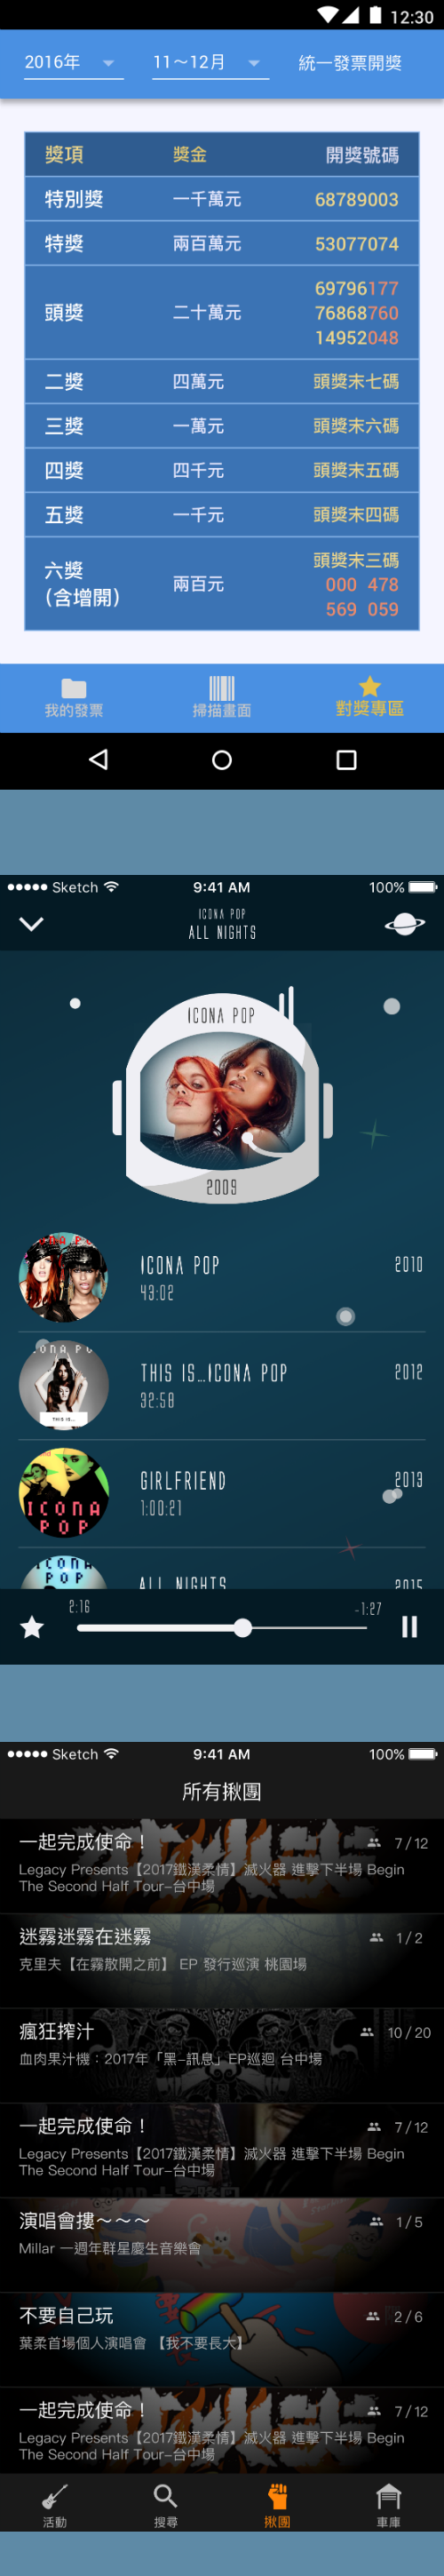 12:30
2016年 11～12月 統一發票開獎
獎項 獎金 開獎號碼
特別獎 一千萬元 68789003
特獎 兩百萬元 53077074
69796177
頭獎 二十萬元 76868760
14952048
二獎 四萬元 頭獎末七碼
三獎 一萬元 頭獎末六碼
四獎 四千元 頭獎末五碼
五獎 一千元 頭獎末四碼
頭獎末三碼
六獎 兩百元 000 478
(含增開) 569 059
我的發票 掃描畫面 對獎專區
Sketch 9:41 AM 100%
ICONA POP
ALL NIGHTS
ICONA POP
2009
ICONA POP 2010
43:02
THIS IS...ICONA POP 2012
32:58
THIS IS...
GIRLFRIEND 2013
1:00:21
ICONA
POP
ICONA
POP
ALL NIGHTS 2015
2:16 -1:27
Sketch 9:41 AM 100%
所有揪團
一起完成使命！ 7/12
Legacy Presents【2017鐵漢柔情】滅火器 進擊下半場 Begin
The Second Half Tour–台中場
迷霧迷霧在迷霧 1/2
克里夫【在霧散開之前】 EP 發行巡演 桃園場
瘋狂搾汁 10/20
血肉果汁機：2017年「黑–訊息」EP巡迴 台中場
一起完成使命！ 7/12
Legacy Presents【2017鐵漢柔情】滅火器 進擊下半場 Begin
The Second Half Tour–台中場
演唱會摟～～～ 1/5
Millar 一週年群星慶生音樂會
不要自己玩 2/6
葉柔首場個人演唱會 【我不要長大】
一起完成使命！ 7/12
Legacy Presents【2017鐵漢柔情】滅火器 進擊下半場 Begin
The Second Half Tour–台中場
活動 搜尋 揪團 車庫